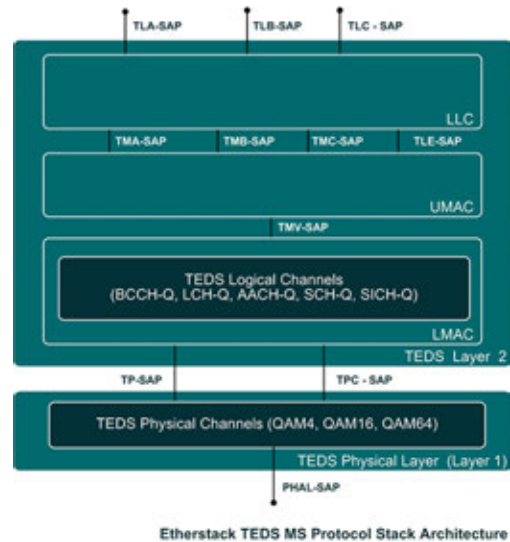 TLA-SAP TLB-SAP TLC - SAP
LLC
TMA-SAP TMB-SAP TMC-SAP TLE-SAP
UMAC
TMV-SAP
TEDS Logical Channels
(BCCH-Q, LCH-Q, AACH-Q, SCH-Q, SICH-Q)
LMAC
TEDS Layer 2
TP-SAP TPC - SAP
TEDS Physical Channels (QAM4, QAM16, QAM64)
TEDS Physical Layer (Layer 1)
PHAL-SAP
Etherstack TEDS MS Protocol Stack Architecture